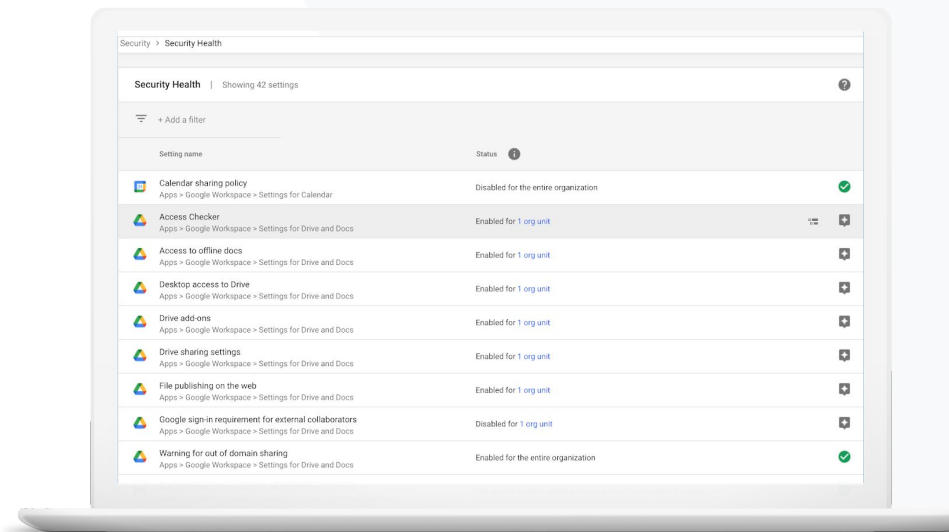 Security > Security Health
Security Health | Showing 42 settings
+ Add a filter
Setting name Status
Calendar sharing policy
Apps > Google Workspace > Settings for Calendar
Disabled for the entire organization
Access Checker
Apps > Google Workspace > Settings for Drive and Docs
Enabled for 1 org unit
Access to offline docs
Apps > Google Workspace > Settings for Drive and Docs
Enabled for 1 org unit
Desktop access to Drive
Apps > Google Workspace > Settings for Drive and Docs
Enabled for 1 org unit
Drive add-ons
Apps > Google Workspace > Settings for Drive and Docs
Enabled for 1 org unit
Drive sharing settings
Apps > Google Workspace > Settings for Drive and Docs
Enabled for 1 org unit
File publishing on the web
Apps > Google Workspace > Settings for Drive and Docs
Enabled for 1 org unit
Google sign-in requirement for external collaborators
Apps > Google Workspace > Settings for Drive and Docs
Disabled for 1 org unit
Warning for out of domain sharing
Apps > Google Workspace > Settings for Drive and Docs
Enabled for the entire organization